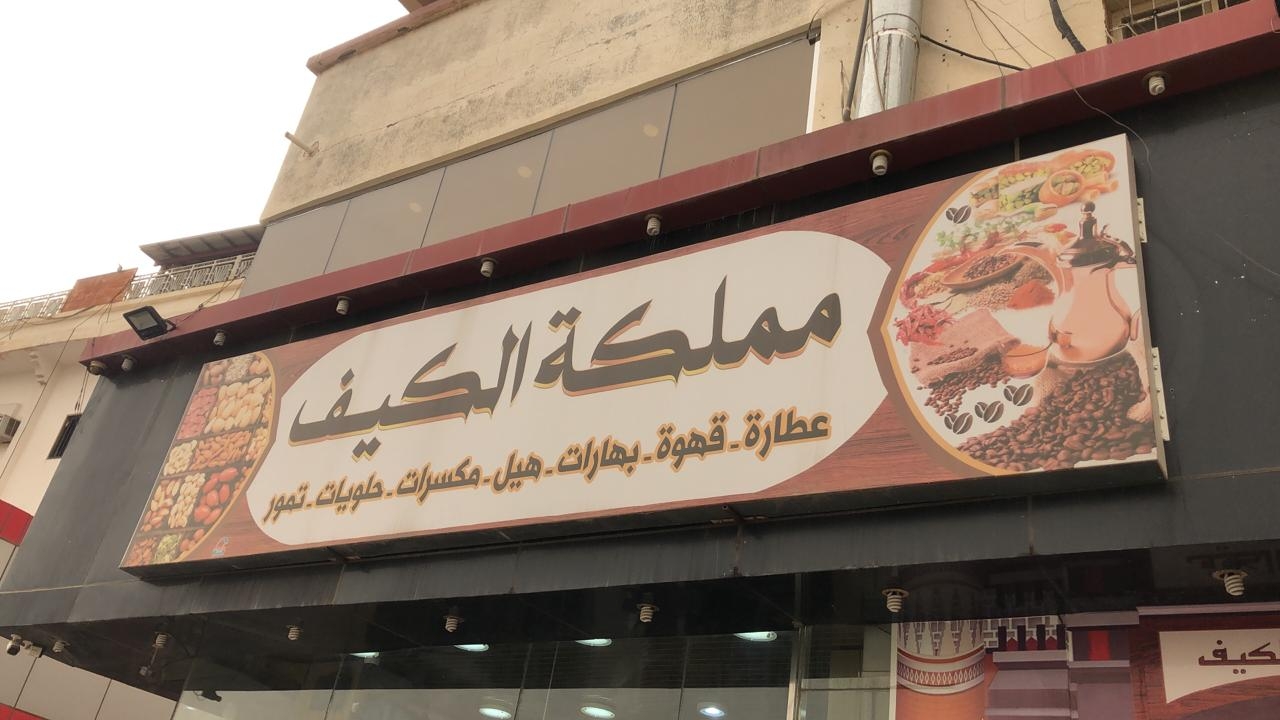 مملكة الكيف
عطارة - قهوة - بهارات - هيل - مكسرات - حلويات - تمور